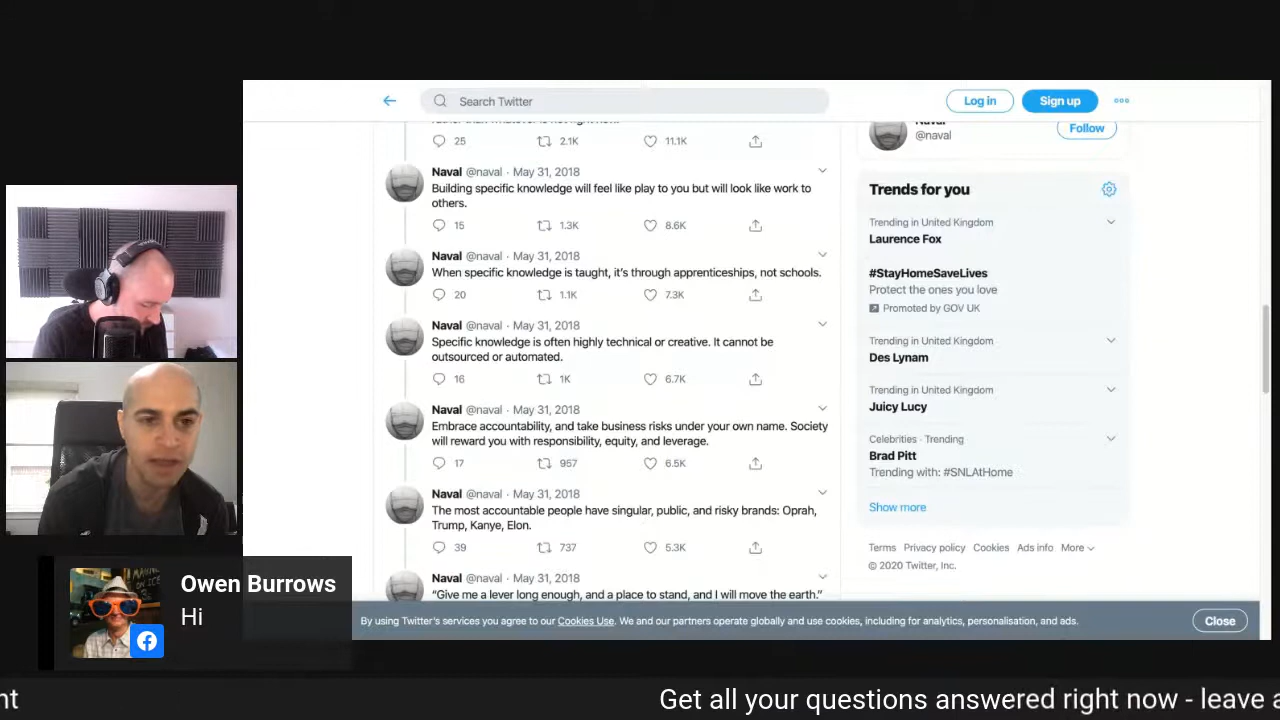 Search Twitter
Log in
Sign up
25 2.1K 11.1K
Naval @naval · May 31, 2018
Building specific knowledge will feel like play to you but will look like work to
others.
15 1.3K 8.6K
Naval @naval · May 31, 2018
When specific knowledge is taught, it's through apprenticeships, not schools.
20 1.1K 7.3K
Naval @naval · May 31, 2018
Specific knowledge is often highly technical or creative. It cannot be
outsourced or automated.
16 1K 6.7K
Naval @naval · May 31, 2018
Embrace accountability, and take business risks under your own name. Society
will reward you with responsibility, equity, and leverage.
17 957 6.5K
Naval @naval · May 31, 2018
The most accountable people have singular, public, and risky brands: Oprah,
Trump, Kanye, Elon.
39 737 5.3K
Naval @naval · May 31, 2018
"Give me a lever long enough, and a place to stand, and I will move the earth."
Naval
@naval
Follow
Trends for you
Trending in United Kingdom
Laurence Fox
#StayHomeSaveLives
Protect the ones you love
Promoted by GOV UK
Trending in United Kingdom
Des Lynam
Trending in United Kingdom
Juicy Lucy
Celebrities · Trending
Brad Pitt
Trending with: #SNLAtHome
Show more
Terms Privacy policy Cookies Ads info More
© 2020 Twitter, Inc.
By using Twitter's services you agree to our Cookies Use. We and our partners operate globally and use cookies, including for analytics, personalisation, and ads.
Close
Owen Burrows
Hi
nt
Get all your questions answered right now - leave a